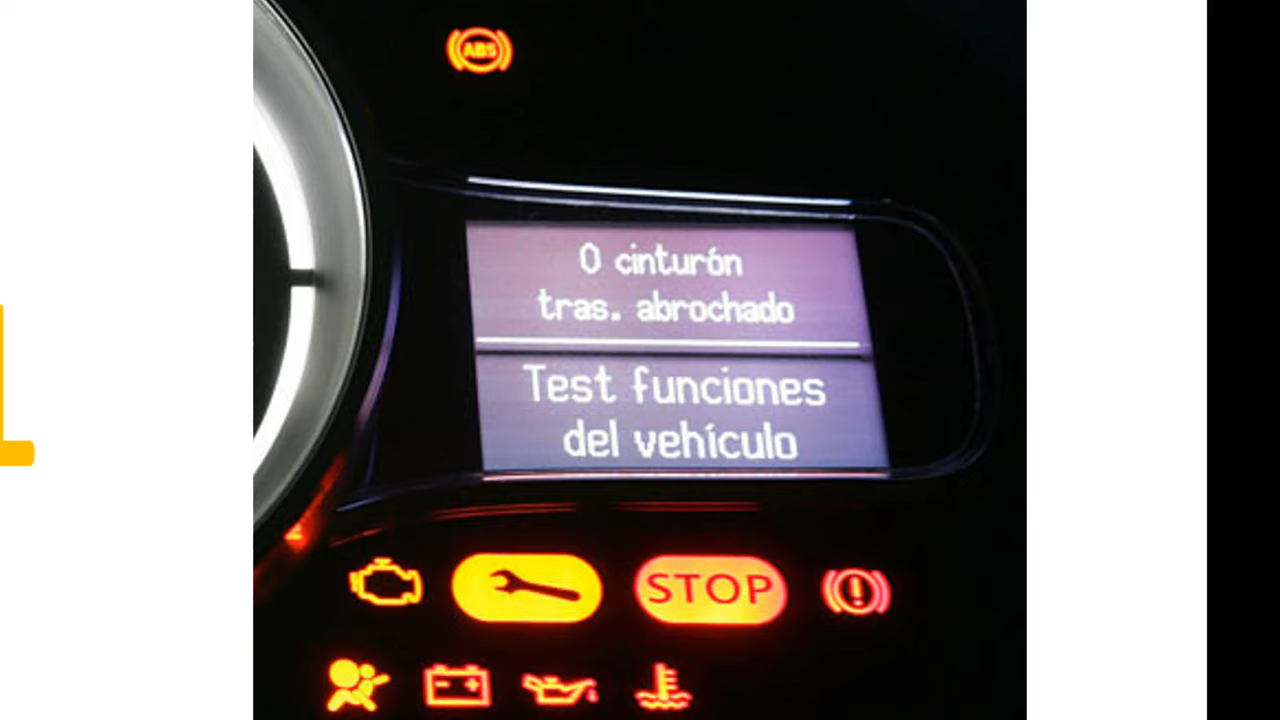 ABS
0 cinturón
tras. abrochado
Test funciones
del vehículo
STOP